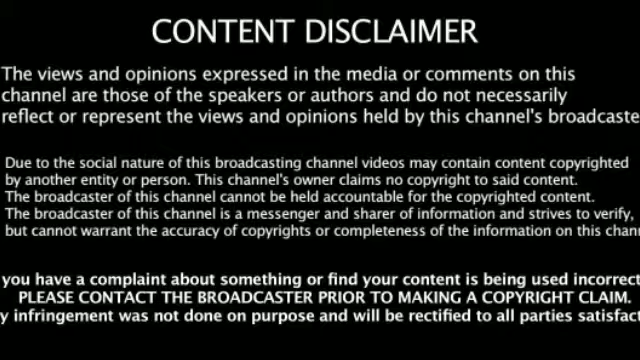 CONTENT DISCLAIMER
The views and opinions expressed in the media or comments on this
channel are those of the speakers or authors and do not necessarily
reflect or represent the views and opinions held by this channel's broadcaste
Due to the social nature of this broadcasting channel videos may contain content copyrighted
by another entity or person. This channel's owner claims no copyright to said content.
The broadcaster of this channel cannot be held accountable for the copyrighted content.
The broadcaster of this channel is a messenger and sharer of information and strives to verify,
but cannot warrant the accuracy of copyrights or completeness of the information on this chann
you have a complaint about something or find your content is being used incorrect
PLEASE CONTACT THE BROADCASTER PRIOR TO MAKING A COPYRIGHT CLAIM.
y infringement was not done on purpose and will be rectified to all parties satisfact